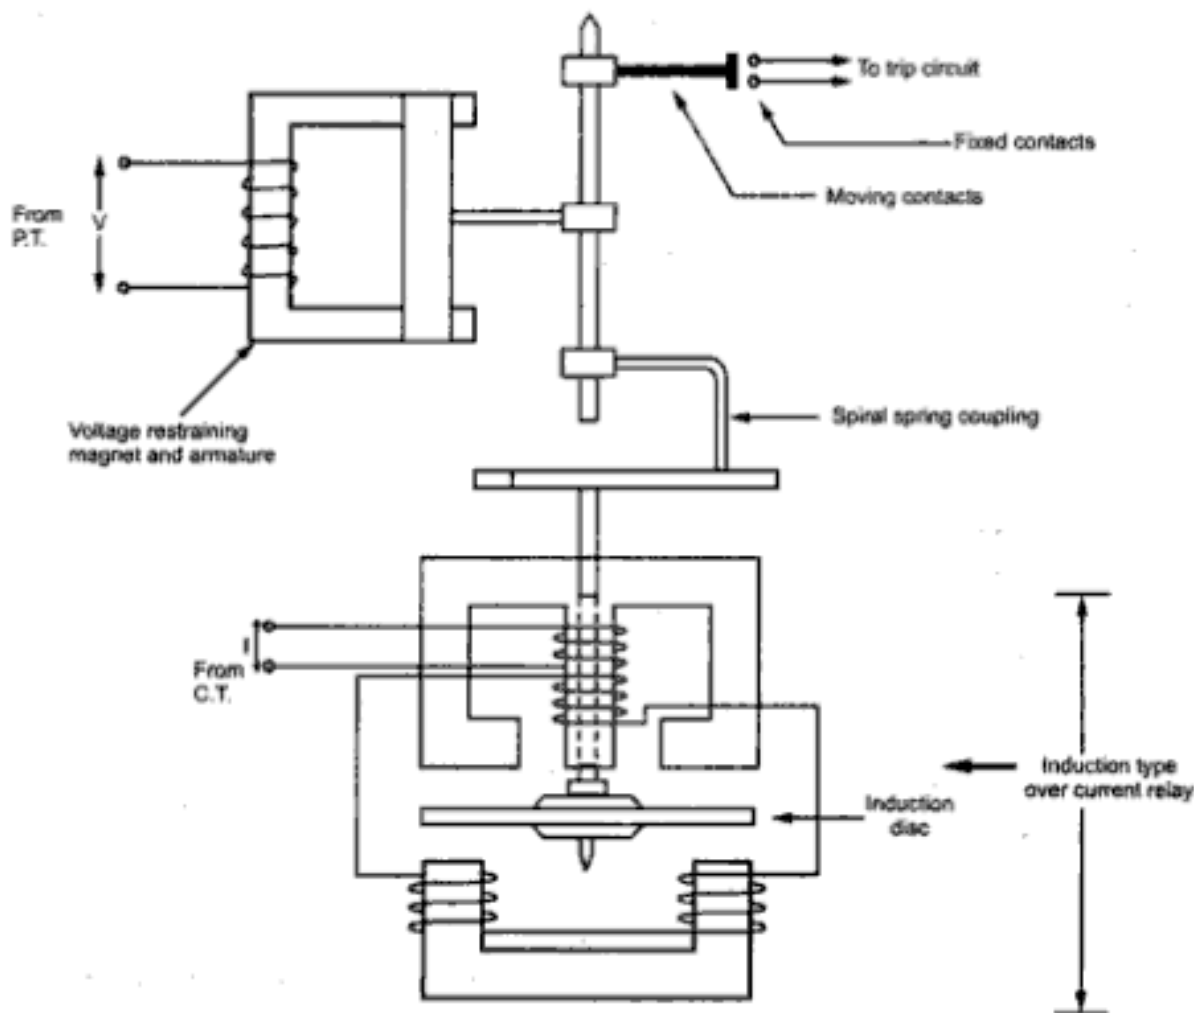 To trip circuit
Fixed contacts
Moving contacts
From
P.T.
V
Voltage restraining
magnet and armature
Spiral spring coupling
I
From
C.T.
Induction type
over current relay
Induction
disc